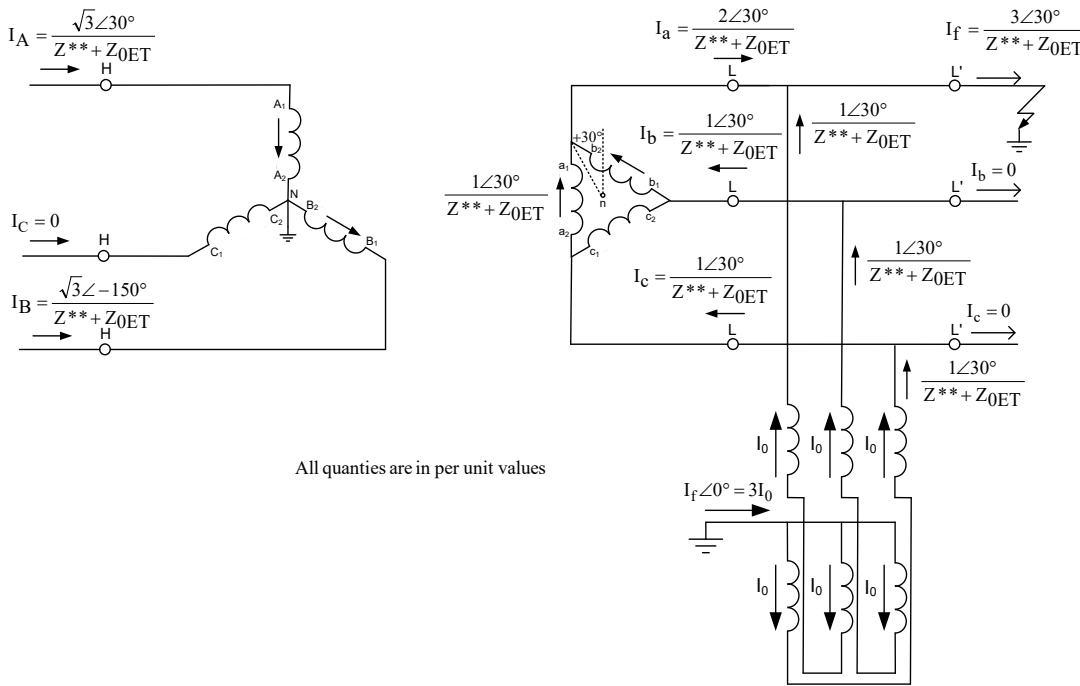 I_A = √3∠30° / (Z** + Z_0ET)
I_a = 2∠30° / (Z** + Z_0ET)
I_f = 3∠30° / (Z** + Z_0ET)
H
L
L'
A₁
A₂
N
I_C = 0
H
C₂
C₁
B₂
B₁
I_B = √3∠−150° / (Z** + Z_0ET)
H
+30°
b₂
b₁
a₁
a₂
n
c₂
c₁
1∠30° / (Z** + Z_0ET)
I_b = 1∠30° / (Z** + Z_0ET)
1∠30° / (Z** + Z_0ET)
I_b = 0
L
L'
I_c = 1∠30° / (Z** + Z_0ET)
1∠30° / (Z** + Z_0ET)
I_c = 0
L
L'
1∠30° / (Z** + Z_0ET)
I₀ I₀ I₀
All quanties are in per unit values
I_f∠0° = 3I₀
I₀ I₀ I₀